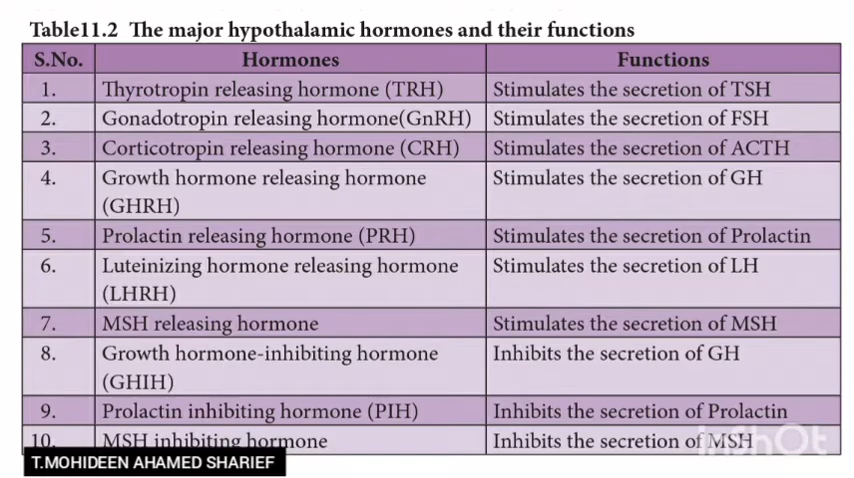 Table11.2 The major hypothalamic hormones and their functions
S.No. Hormones Functions
1. Thyrotropin releasing hormone (TRH) Stimulates the secretion of TSH
2. Gonadotropin releasing hormone(GnRH) Stimulates the secretion of FSH
3. Corticotropin releasing hormone (CRH) Stimulates the secretion of ACTH
4. Growth hormone releasing hormone Stimulates the secretion of GH
(GHRH)
5. Prolactin releasing hormone (PRH) Stimulates the secretion of Prolactin
6. Luteinizing hormone releasing hormone Stimulates the secretion of LH
(LHRH)
7. MSH releasing hormone Stimulates the secretion of MSH
8. Growth hormone-inhibiting hormone Inhibits the secretion of GH
(GHIH)
9. Prolactin inhibiting hormone (PIH) Inhibits the secretion of Prolactin
10. MSH inhibiting hormone Inhibits the secretion of MSH
InShOt
T.MOHIDEEN AHAMED SHARIEF